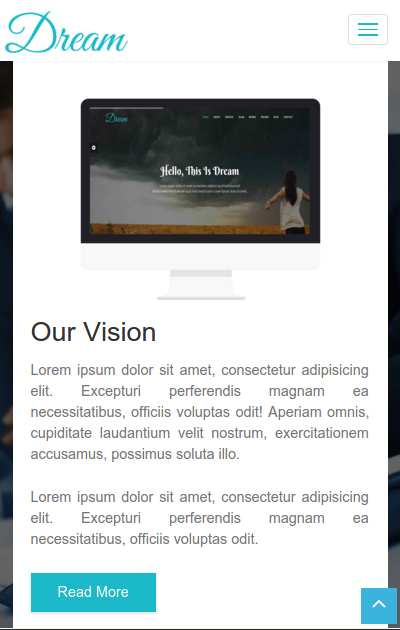 Dream
Dream
Hello, This Is Dream
Our Vision
Lorem ipsum dolor sit amet, consectetur adipisicing
elit. Excepturi perferendis magnam ea
necessitatibus, officiis voluptas odit! Aperiam omnis,
cupiditate laudantium velit nostrum, exercitationem
accusamus, possimus soluta illo.
Lorem ipsum dolor sit amet, consectetur adipisicing
elit. Excepturi perferendis magnam ea
necessitatibus, officiis voluptas odit.
Read More